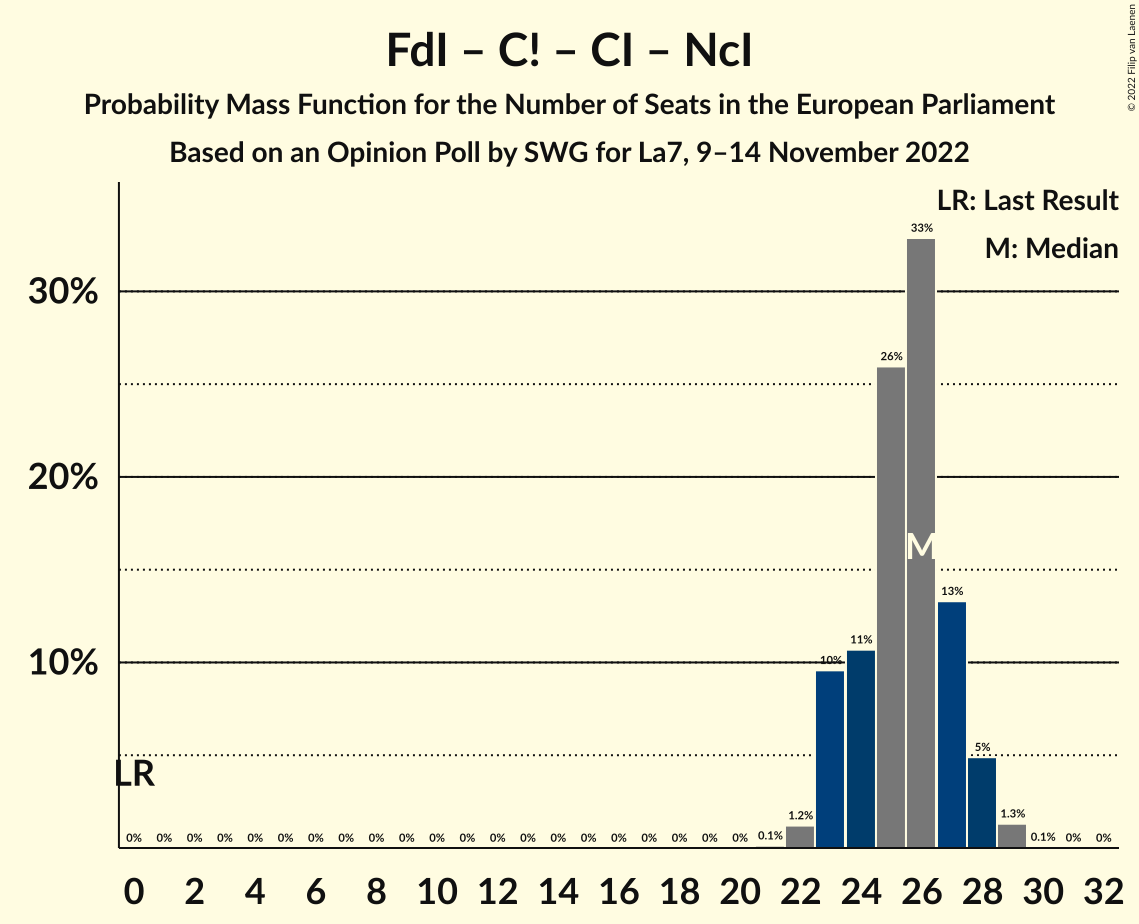 FdI – C! – CI – NcI
Probability Mass Function for the Number of Seats in the European Parliament
Based on an Opinion Poll by SWG for La7, 9–14 November 2022
© 2022 Filip van Laenen
LR: Last Result
M: Median
30%
20%
10%
LR
M
0% 0% 0% 0% 0% 0% 0% 0% 0% 0% 0% 0% 0% 0% 0% 0% 0% 0% 0% 0% 0% 0.1% 1.2% 10% 11% 26% 33% 13% 5% 1.3% 0.1% 0% 0%
0 2 4 6 8 10 12 14 16 18 20 22 24 26 28 30 32